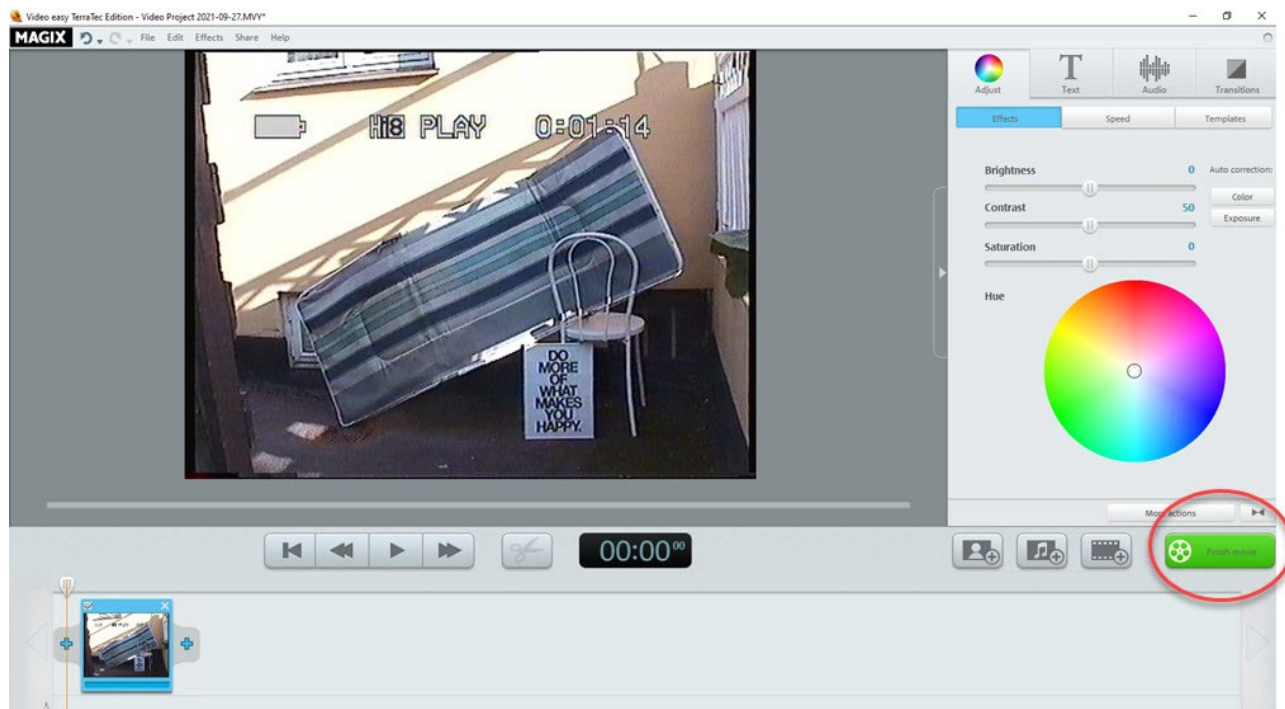 Video easy TerraTec Edition - Video Project 2021-09-27.MVY*
MAGIX File Edit Effects Share Help
Hi8 PLAY 0:01:14
DO
MORE
OF
WHAT
MAKES
YOU
HAPPY.
Adjust Text Audio Transitions
Effects Speed Templates
Brightness 0 Auto correction:
Color
Contrast 50
Exposure
Saturation 0
Hue
More actions
00:00 00
Finish movie